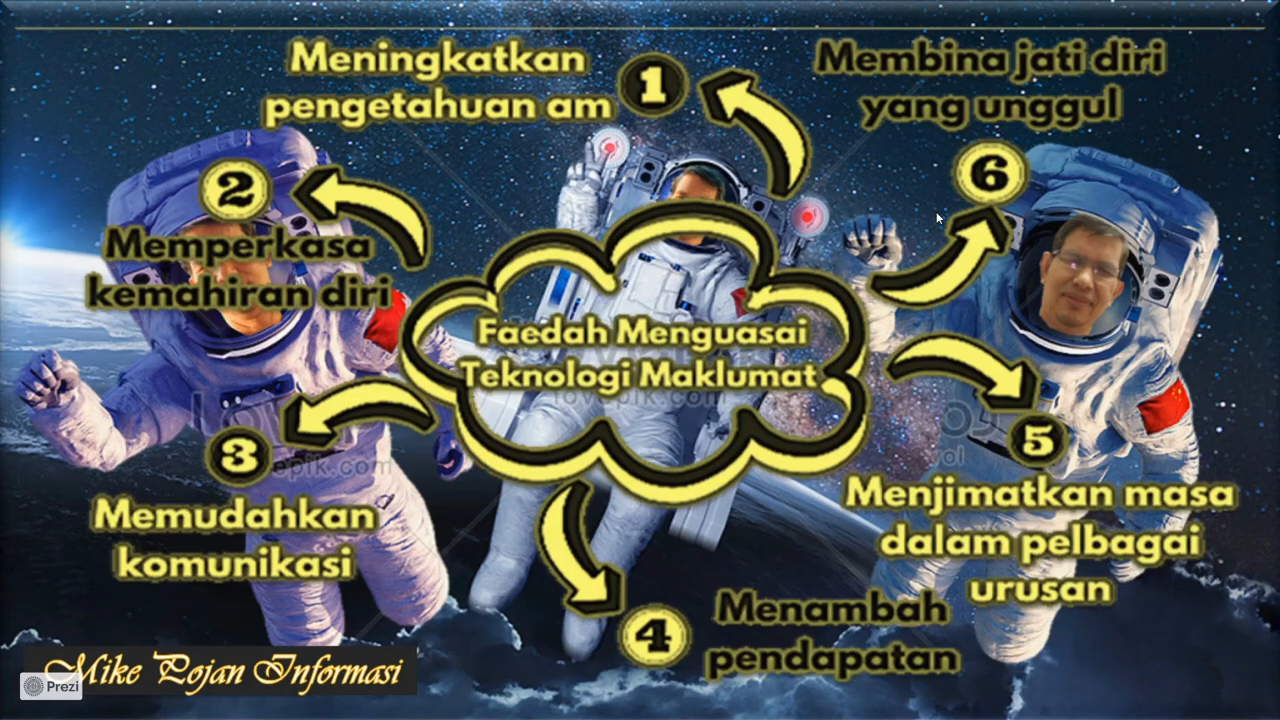 Faedah Menguasai
Teknologi Maklumat
1
Meningkatkan
pengetahuan am
2
Memperkasa
kemahiran diri
3
Memudahkan
komunikasi
4
Menambah
pendapatan
5
Menjimatkan masa
dalam pelbagai
urusan
6
Membina jati diri
yang unggul
Mike Pojan Informasi
Prezi